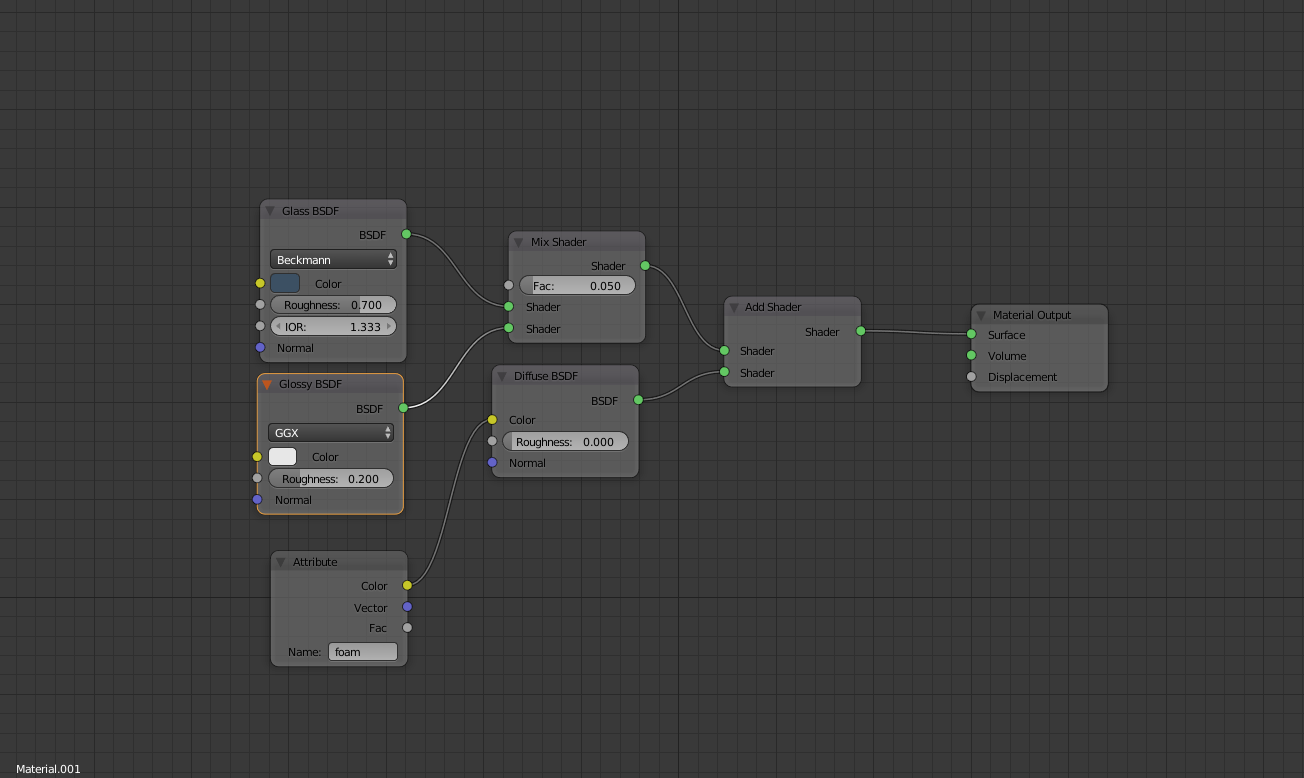 Glass BSDF
BSDF
Beckmann
Color
Roughness: 0.700
IOR: 1.333
Normal
Glossy BSDF
BSDF
GGX
Color
Roughness: 0.200
Normal
Attribute
Color
Vector
Fac
Name: foam
Mix Shader
Shader
Fac: 0.050
Shader
Shader
Diffuse BSDF
BSDF
Color
Roughness: 0.000
Normal
Add Shader
Shader
Shader
Shader
Material Output
Surface
Volume
Displacement
Material.001